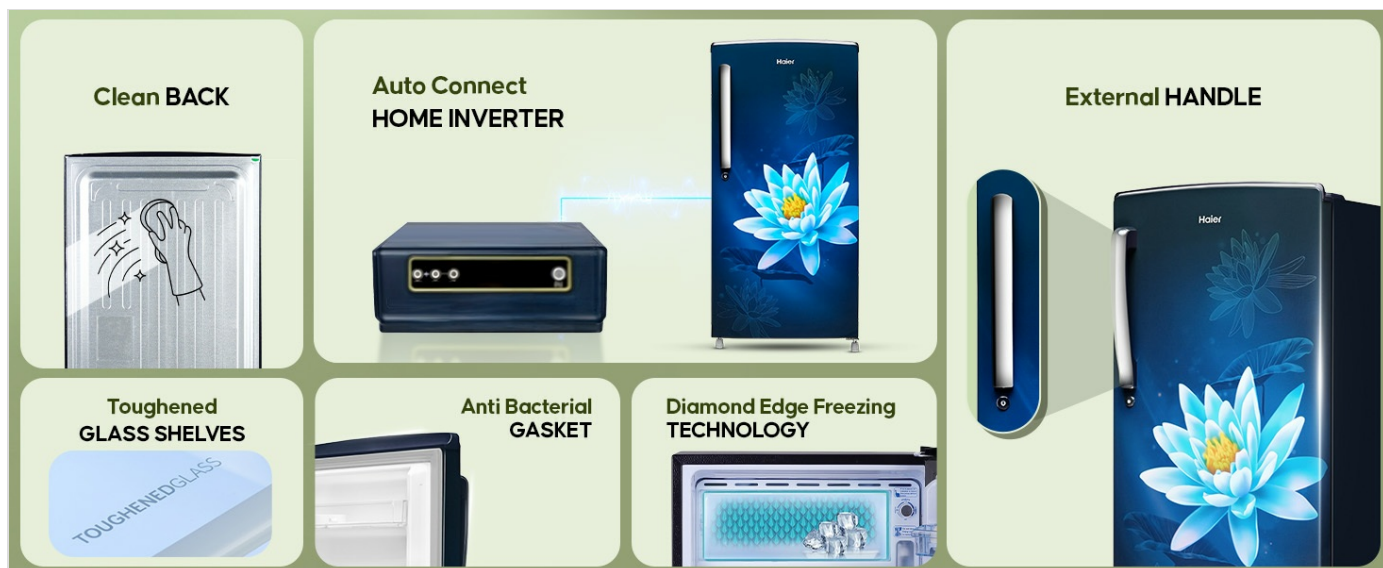 Clean BACK
Auto Connect
HOME INVERTER
Haier
External HANDLE
Haier
Toughened
GLASS SHELVES
TOUGHENEDGLASS
Anti Bacterial
GASKET
Diamond Edge Freezing
TECHNOLOGY